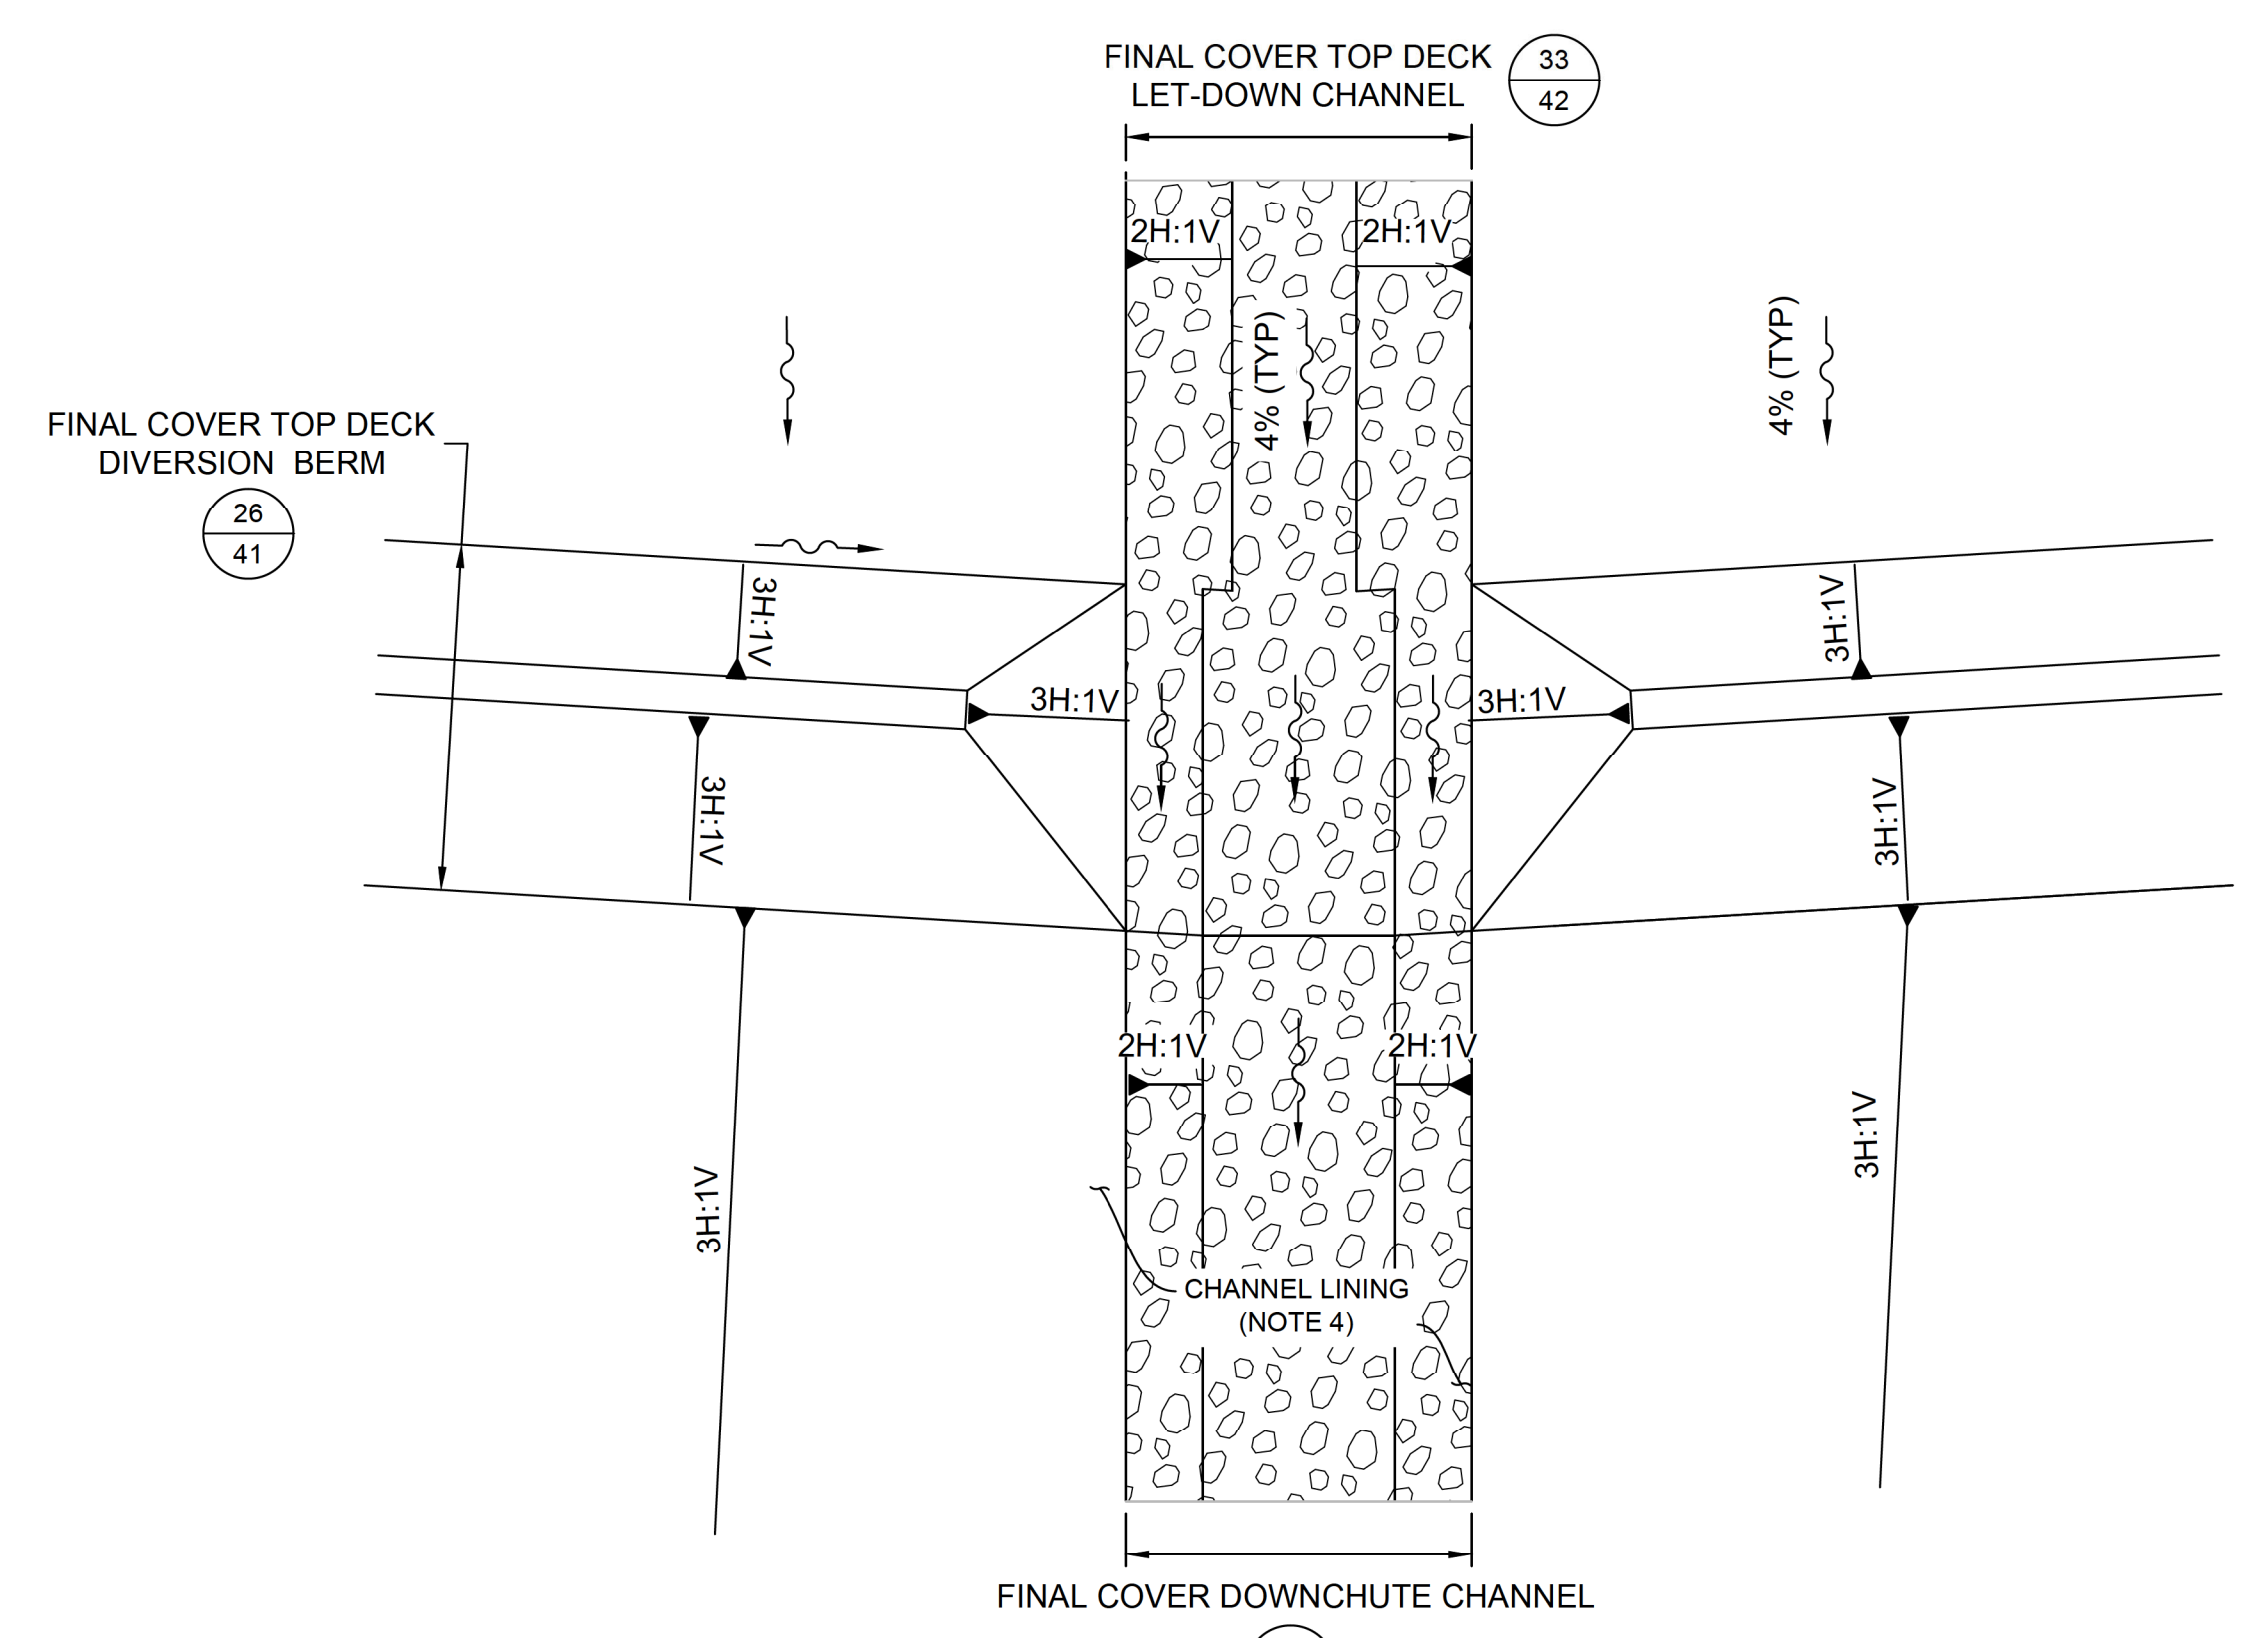 FINAL COVER TOP DECK
LET-DOWN CHANNEL
33
42
2H:1V
2H:1V
4% (TYP)
4% (TYP)
FINAL COVER TOP DECK
DIVERSION BERM
26
41
3H:1V
3H:1V
3H:1V
3H:1V
3H:1V
3H:1V
2H:1V
2H:1V
3H:1V
3H:1V
CHANNEL LINING
(NOTE 4)
FINAL COVER DOWNCHUTE CHANNEL